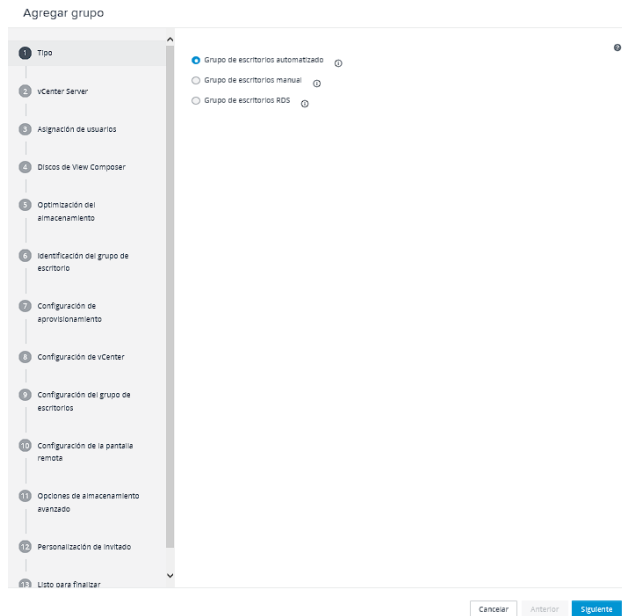 Agregar grupo
1 Tipo
2 vCenter Server
3 Asignación de usuarios
4 Discos de View Composer
5 Optimización del
almacenamiento
6 Identificación del grupo de
escritorio
7 Configuración de
aprovisionamiento
8 Configuración de vCenter
9 Configuración del grupo de
escritorios
10 Configuración de la pantalla
remota
11 Opciones de almacenamiento
avanzado
12 Personalización de invitado
13 Listo para finalizar
Grupo de escritorios automatizado
Grupo de escritorios manual
Grupo de escritorios RDS
Cancelar Anterior Siguiente